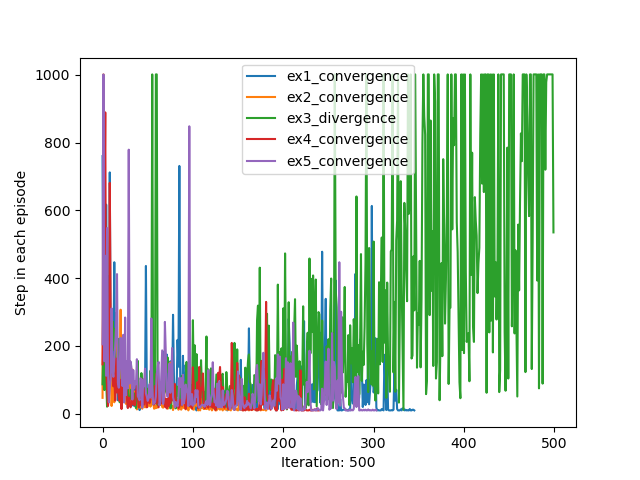 1000
800
600
400
200
0
Step in each episode
ex1_convergence
ex2_convergence
ex3_divergence
ex4_convergence
ex5_convergence
0 100 200 300 400 500
Iteration: 500